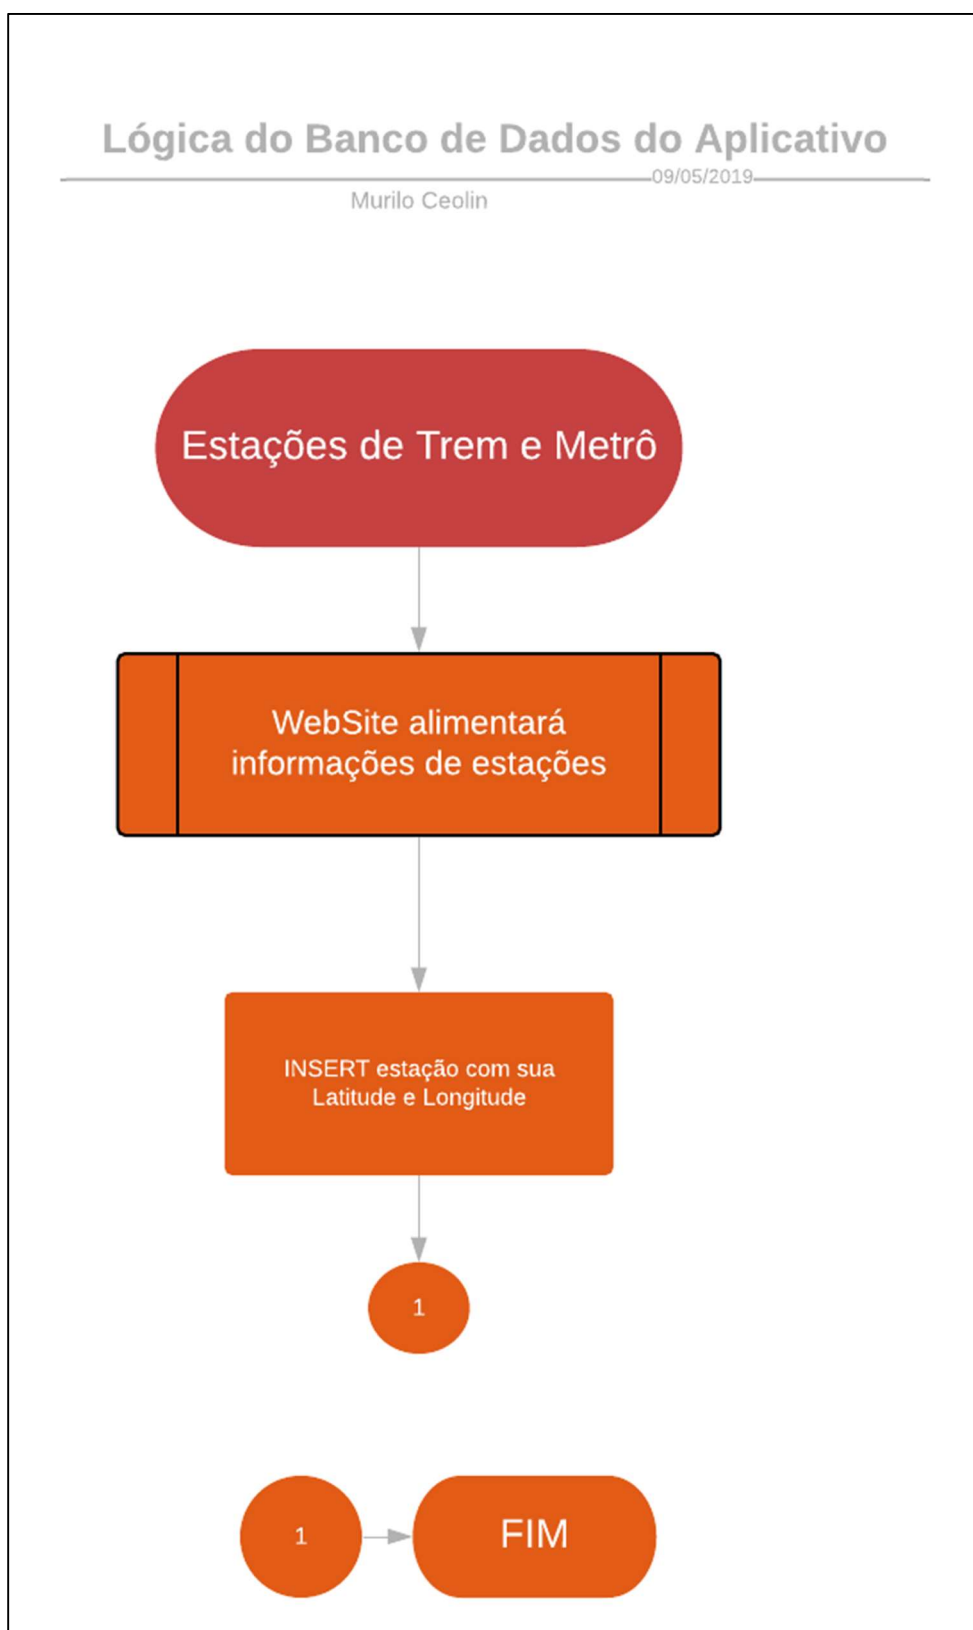 Lógica do Banco de Dados do Aplicativo
09/05/2019
Murilo Ceolin
Estações de Trem e Metrô
WebSite alimentará
informações de estações
INSERT estação com sua
Latitude e Longitude
1
1
FIM